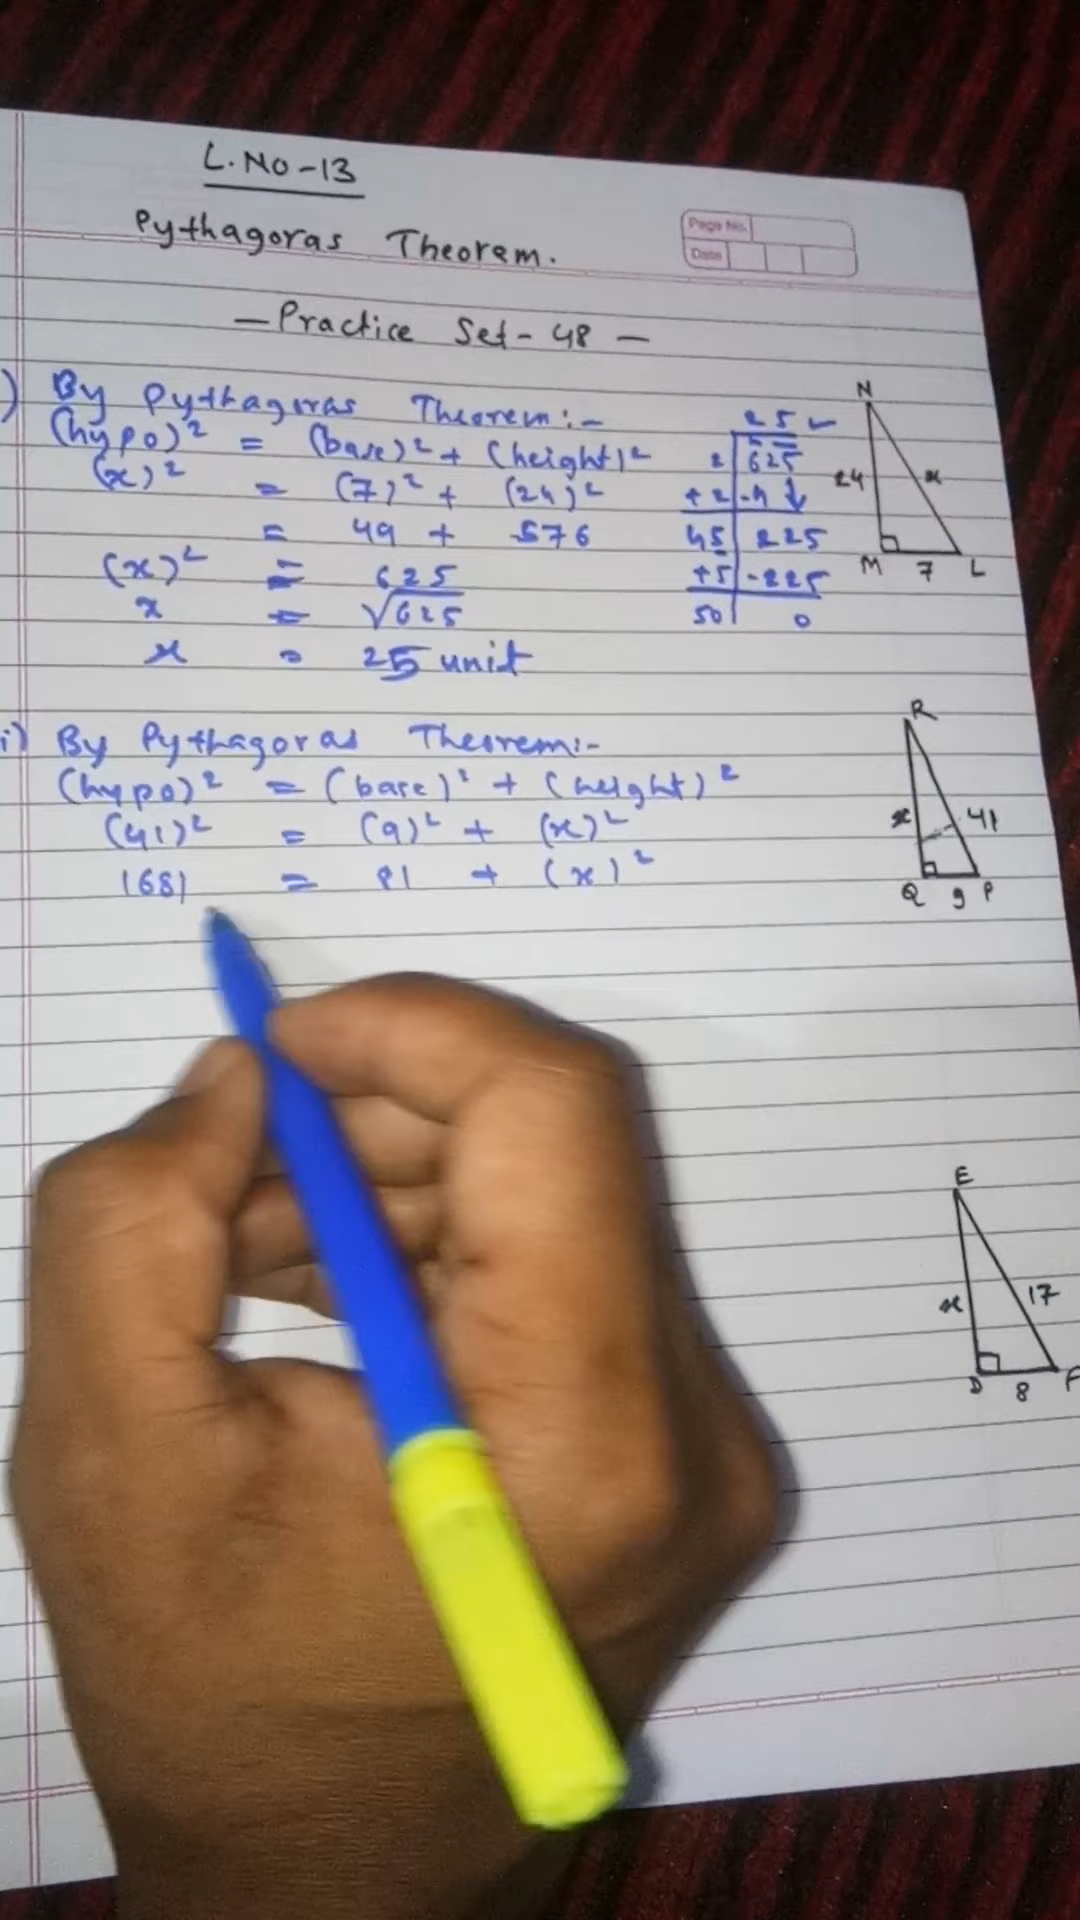 L.No-13
Pythagoras Theorem.
Page No.
Date
- Practice Set - 48 -
) By Pythagoras Theorem :-
(hypo)² = (base)² + (height)²
(x)² = (7)² + (24)²
= 49 + 576
(x)² = 625
x = √625
x = 25 unit
25 ✓
2 625
+2 -4 ↓
45 225
+5 -225
50 0
N
24 x
M 7 L
i) By Pythagoras Theorem:-
(hypo)² = (base)² + (height)²
(41)² = (9)² + (x)²
1681 = 81 + (x)²
R
x 41
Q 9 P
E
x 17
D 8 F